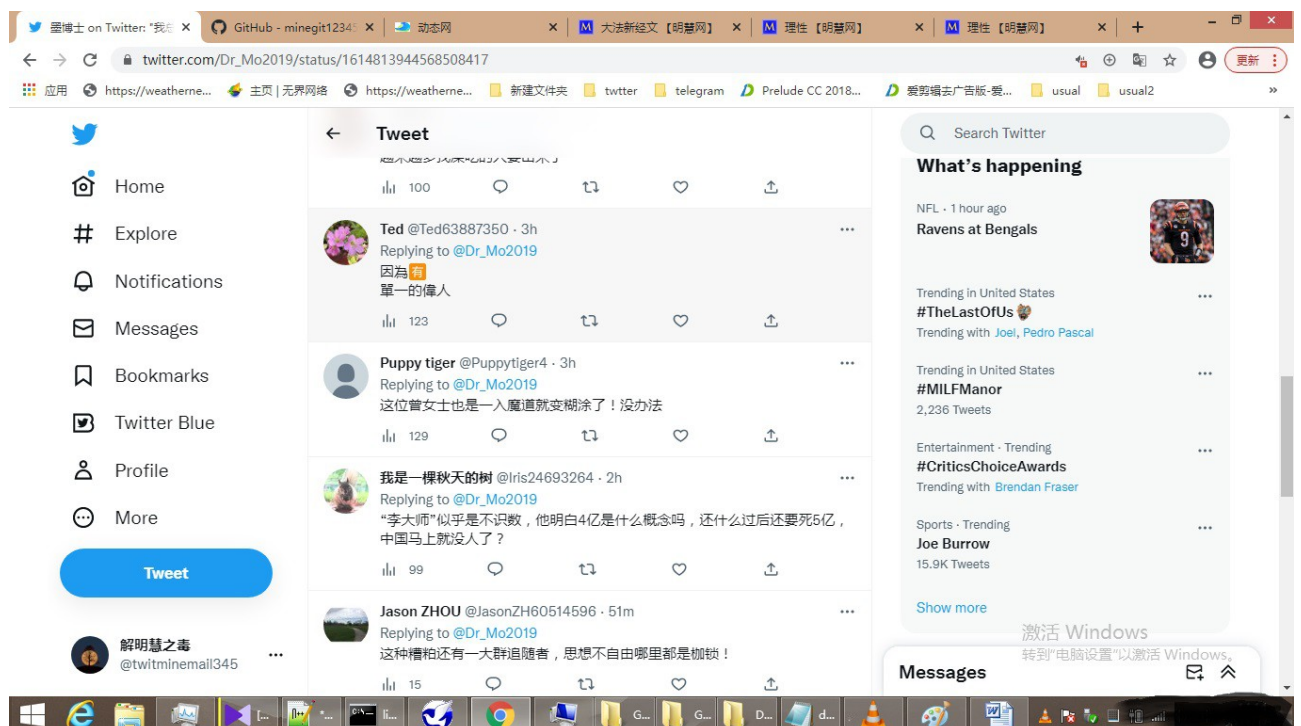 墨博士 on Twitter: "我
GitHub - minegit12345
动态网
大法新经文【明慧网】
理性 【明慧网】
理性 【明慧网】
twitter.com/Dr_Mo2019/status/1614813944568508417
更新
应用
https://weatherne...
主页|无界网络
https://weatherne...
新建文件夹
twtter
telegram
Prelude CC 2018...
爱剪辑去广告版-爱...
usual
usual2
»
Home
Explore
Notifications
Messages
Bookmarks
Twitter Blue
Profile
More
Tweet
解明慧之毒
@twitminemail345
Tweet
100
Ted @Ted63887350 · 3h
Replying to @Dr_Mo2019
因為🈶
單一的偉人
123
Puppy tiger @Puppytiger4 · 3h
Replying to @Dr_Mo2019
这位曾女士也是一入魔道就变糊涂了！没办法
129
我是一棵秋天的树 @Iris24693264 · 2h
Replying to @Dr_Mo2019
“李大师”似乎是不识数，他明白4亿是什么概念吗，还什么过后还要死5亿，
中国马上就没人了？
99
Jason ZHOU @JasonZH60514596 · 51m
Replying to @Dr_Mo2019
这种糟粕还有一大群追随者，思想不自由哪里都是枷锁！
15
Search Twitter
What's happening
NFL · 1 hour ago
Ravens at Bengals
Trending in United States
#TheLastOfUs
Trending with Joel, Pedro Pascal
Trending in United States
#MILFManor
2,236 Tweets
Entertainment · Trending
#CriticsChoiceAwards
Trending with Brendan Fraser
Sports · Trending
Joe Burrow
15.9K Tweets
Show more
激活 Windows
转到"电脑设置"以激活 Windows。
Messages
G...
G...
D...
d...